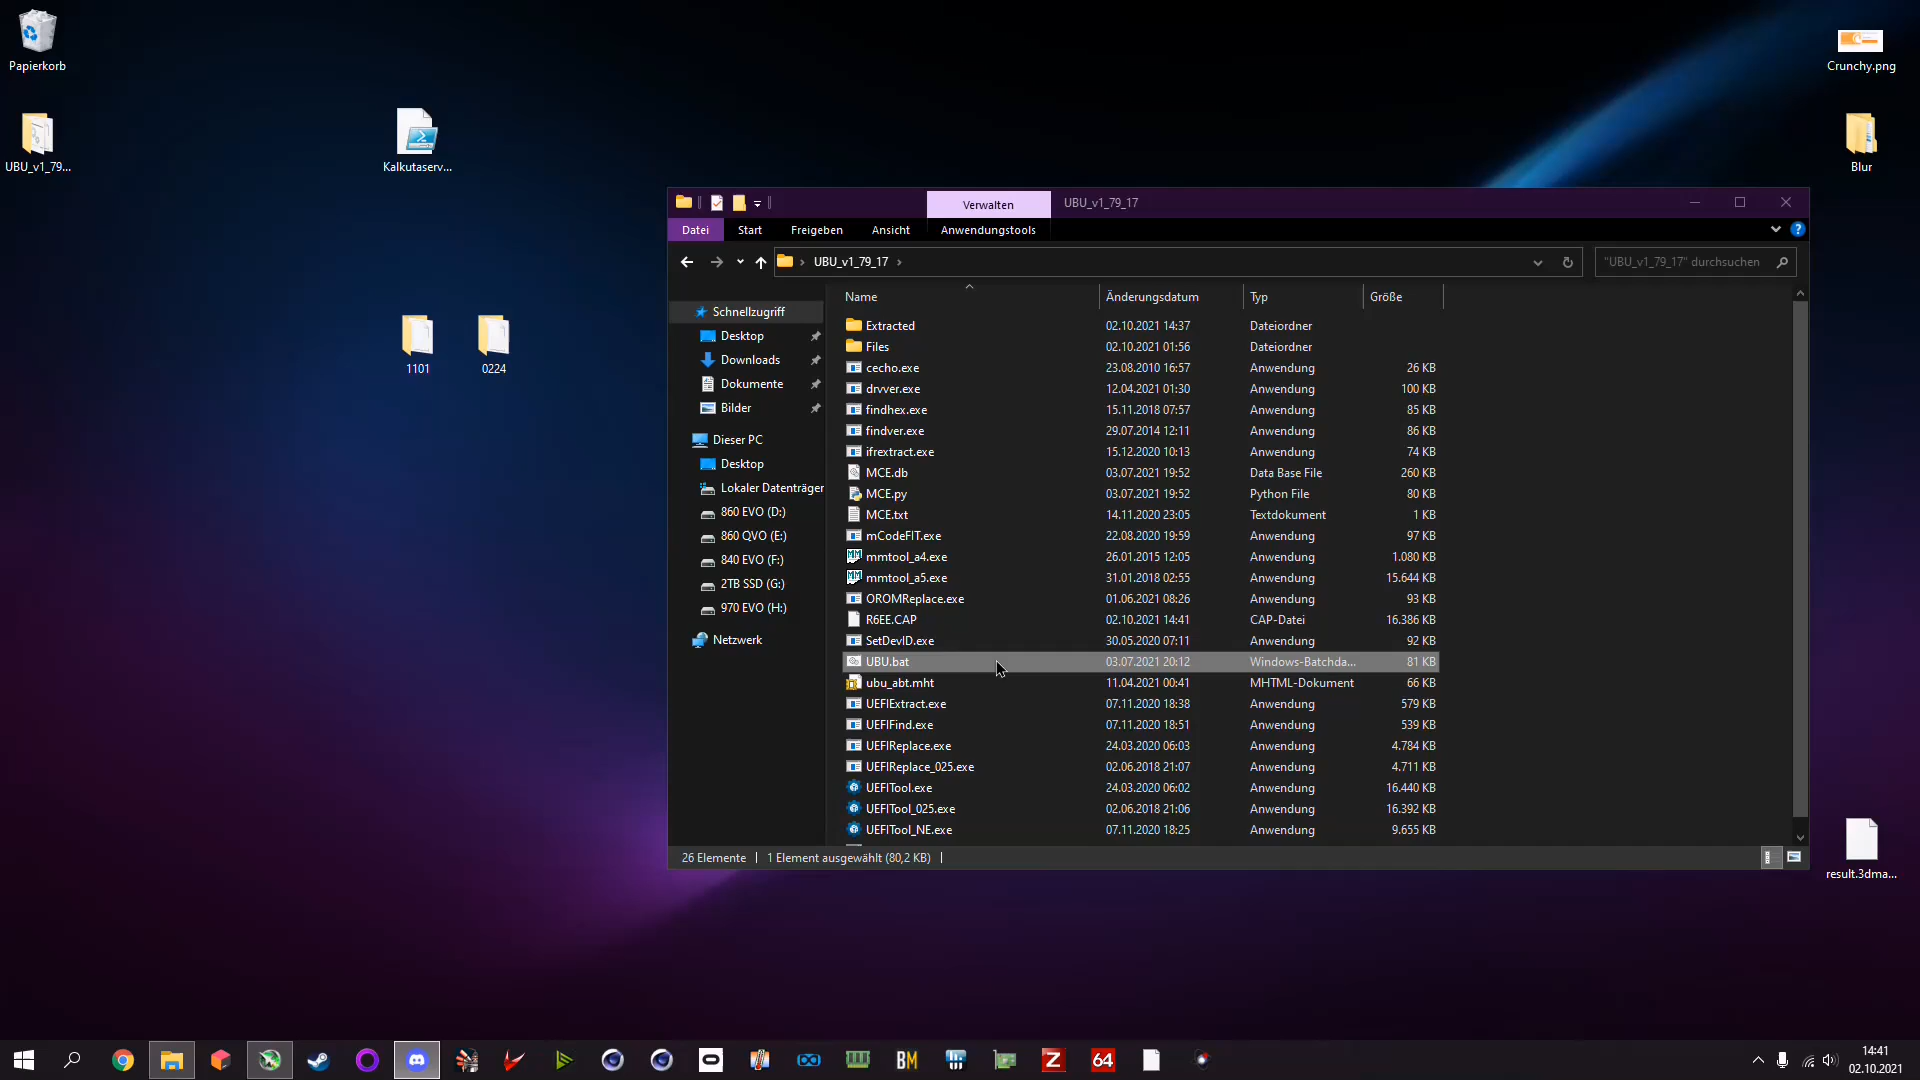 Papierkorb
UBU_v1_79...
Kalkutaserv...
1101
0224
Crunchy.png
Blur
result.3dma...
Verwalten
UBU_v1_79_17
Datei
Start
Freigeben
Ansicht
Anwendungstools
UBU_v1_79_17
"UBU_v1_79_17" durchsuchen
Schnellzugriff
Desktop
Downloads
Dokumente
Bilder
Dieser PC
Desktop
Lokaler Datenträger
860 EVO (D:)
860 QVO (E:)
840 EVO (F:)
2TB SSD (G:)
970 EVO (H:)
Netzwerk
Name Änderungsdatum Typ Größe
Extracted 02.10.2021 14:37 Dateiordner
Files 02.10.2021 01:56 Dateiordner
cecho.exe 23.08.2010 16:57 Anwendung 26 KB
drvver.exe 12.04.2021 01:30 Anwendung 100 KB
findhex.exe 15.11.2018 07:57 Anwendung 85 KB
findver.exe 29.07.2014 12:11 Anwendung 86 KB
ifrextract.exe 15.12.2020 10:13 Anwendung 74 KB
MCE.db 03.07.2021 19:52 Data Base File 260 KB
MCE.py 03.07.2021 19:52 Python File 80 KB
MCE.txt 14.11.2020 23:05 Textdokument 1 KB
mCodeFIT.exe 22.08.2020 19:59 Anwendung 97 KB
mmtool_a4.exe 26.01.2015 12:05 Anwendung 1.080 KB
mmtool_a5.exe 31.01.2018 02:55 Anwendung 15.644 KB
OROMReplace.exe 01.06.2021 08:26 Anwendung 93 KB
R6EE.CAP 02.10.2021 14:41 CAP-Datei 16.386 KB
SetDevID.exe 30.05.2020 07:11 Anwendung 92 KB
UBU.bat 03.07.2021 20:12 Windows-Batchda... 81 KB
ubu_abt.mht 11.04.2021 00:41 MHTML-Dokument 66 KB
UEFIExtract.exe 07.11.2020 18:38 Anwendung 579 KB
UEFIFind.exe 07.11.2020 18:51 Anwendung 539 KB
UEFIReplace.exe 24.03.2020 06:03 Anwendung 4.784 KB
UEFIReplace_025.exe 02.06.2018 21:07 Anwendung 4.711 KB
UEFITool.exe 24.03.2020 06:02 Anwendung 16.440 KB
UEFITool_025.exe 02.06.2018 21:06 Anwendung 16.392 KB
UEFITool_NE.exe 07.11.2020 18:25 Anwendung 9.655 KB
26 Elemente
1 Element ausgewählt (80,2 KB)
BM
Z
64
14:41
02.10.2021